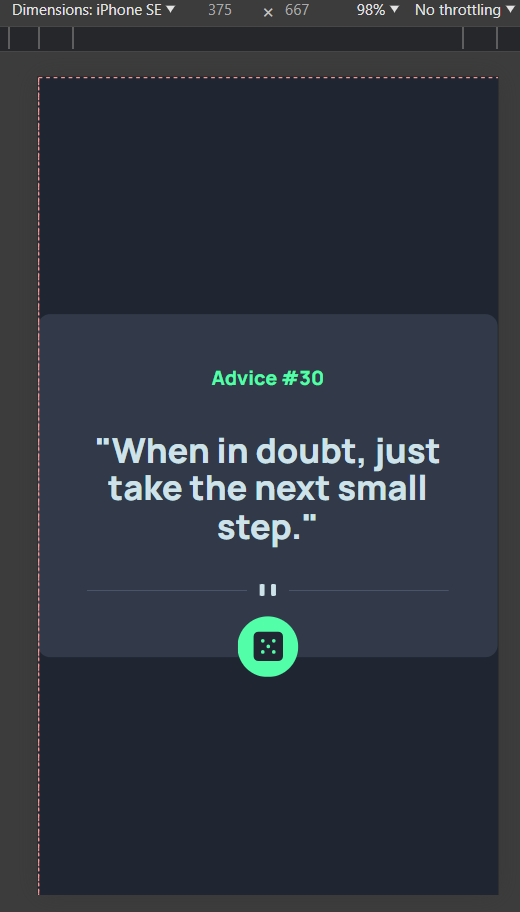 Dimensions: iPhone SE 375 × 667 98% No throttling
Advice #30
"When in doubt, just
take the next small
step."